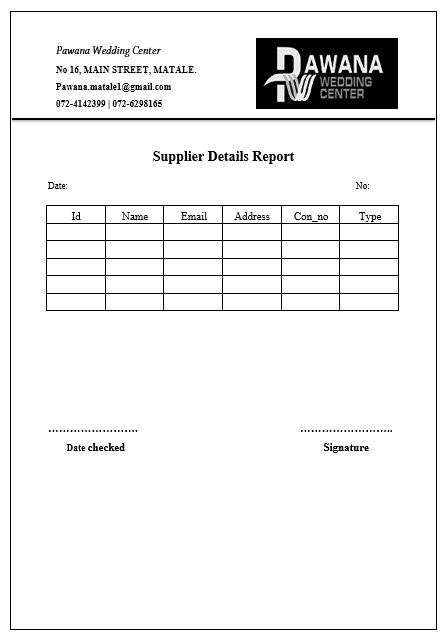 Pawana Wedding Center
No 16, MAIN STREET, MATALE.
Pawana.matale1@gmail.com
072-4142399 | 072-6298165
PAWANA
WEDDING
CENTER
Supplier Details Report
Date: No:
Id Name Email Address Con_no Type
………………………. ……………………..
Date checked Signature